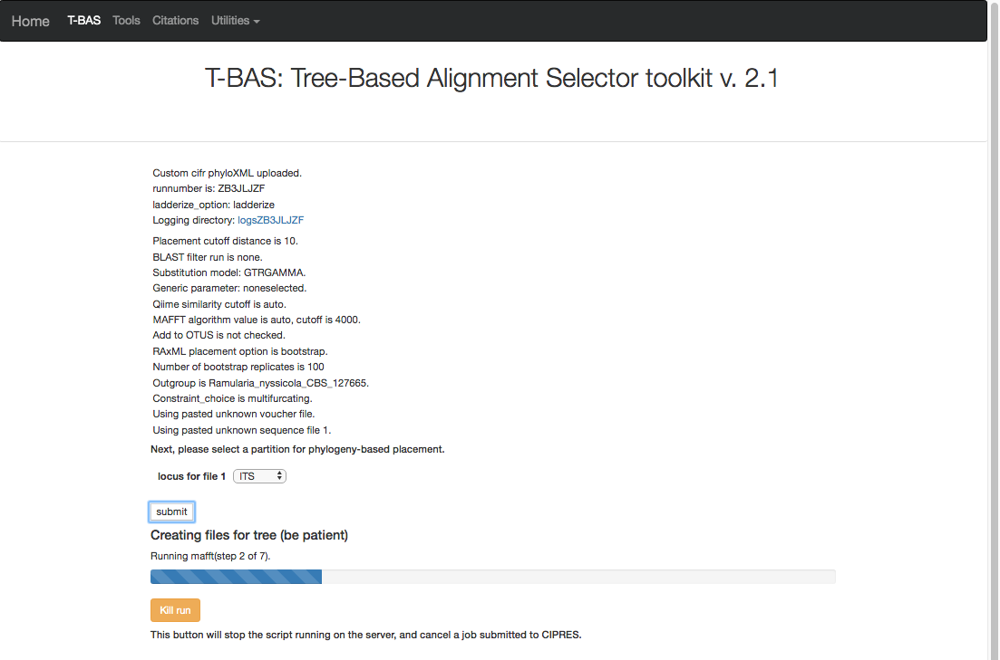 Home T-BAS Tools Citations Utilities
T-BAS: Tree-Based Alignment Selector toolkit v. 2.1
Custom cifr phyloXML uploaded.
runnumber is: ZB3JLJZF
ladderize_option: ladderize
Logging directory: logsZB3JLJZF
Placement cutoff distance is 10.
BLAST filter run is none.
Substitution model: GTRGAMMA.
Generic parameter: noneselected.
Qiime similarity cutoff is auto.
MAFFT algorithm value is auto, cutoff is 4000.
Add to OTUS is not checked.
RAxML placement option is bootstrap.
Number of bootstrap replicates is 100
Outgroup is Ramularia_nyssicola_CBS_127665.
Constraint_choice is multifurcating.
Using pasted unknown voucher file.
Using pasted unknown sequence file 1.
Next, please select a partition for phylogeny-based placement.
locus for file 1 ITS
submit
Creating files for tree (be patient)
Running mafft(step 2 of 7).
Kill run
This button will stop the script running on the server, and cancel a job submitted to CIPRES.